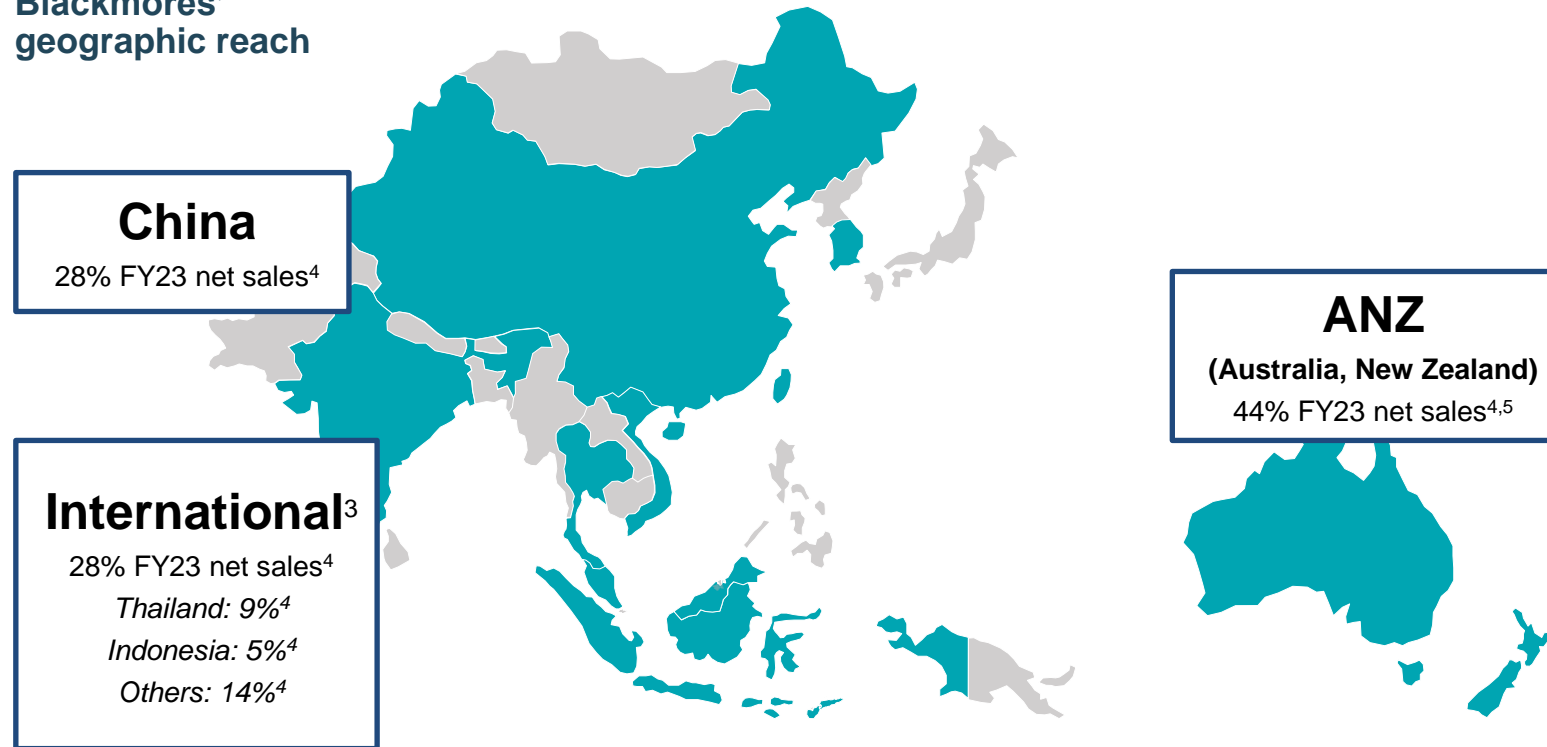 Blackmores'
geographic reach
China
28% FY23 net sales4
International3
28% FY23 net sales4
Thailand: 9%4
Indonesia: 5%4
Others: 14%4
ANZ
(Australia, New Zealand)
44% FY23 net sales4,5